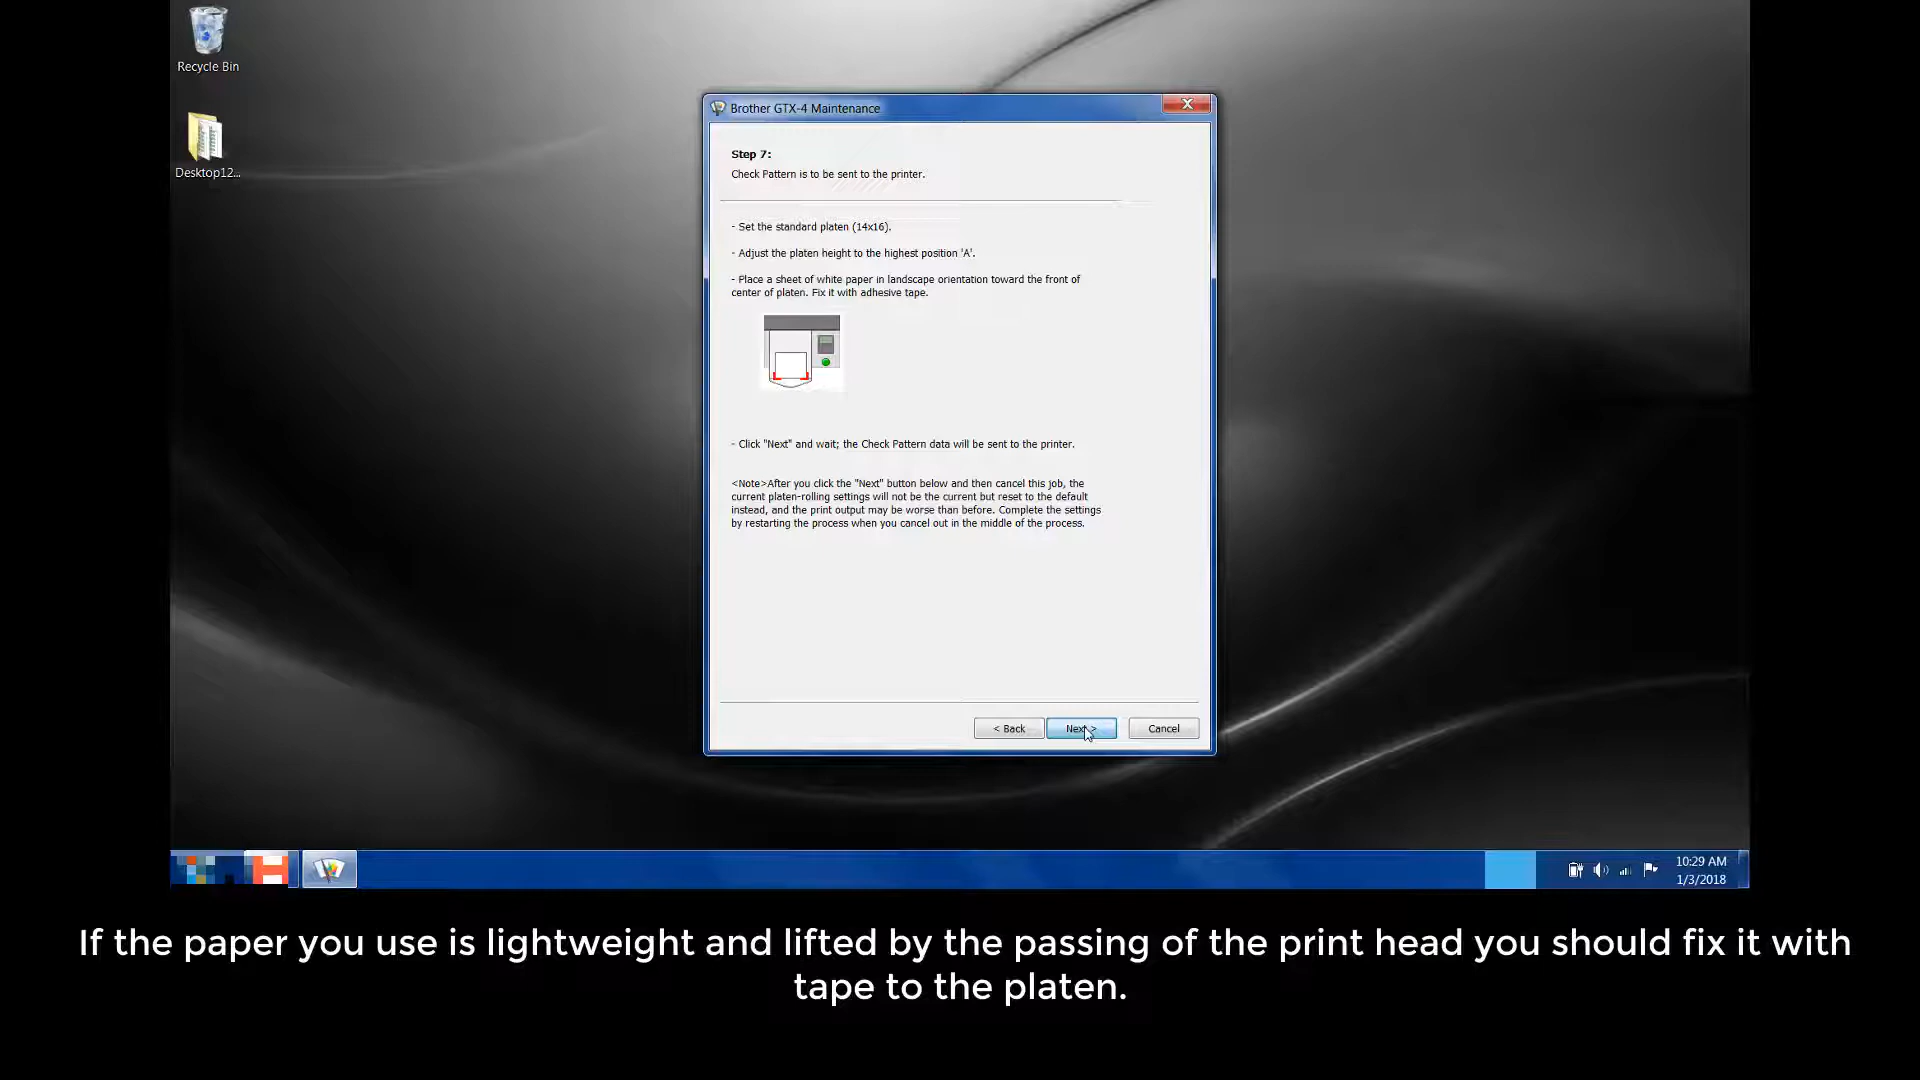 Recycle Bin
Desktop12...
Brother GTX-4 Maintenance
Step 7:
Check Pattern is to be sent to the printer.
- Set the standard platen (14x16).
- Adjust the platen height to the highest position 'A'.
- Place a sheet of white paper in landscape orientation toward the front of
center of platen. Fix it with adhesive tape.
- Click "Next" and wait; the Check Pattern data will be sent to the printer.
<Note>After you click the "Next" button below and then cancel this job, the
current platen-rolling settings will not be the current but reset to the default
instead, and the print output may be worse than before. Complete the settings
by restarting the process when you cancel out in the middle of the process.
< Back
Next >
Cancel
10:29 AM
1/3/2018
If the paper you use is lightweight and lifted by the passing of the print head you should fix it with
tape to the platen.